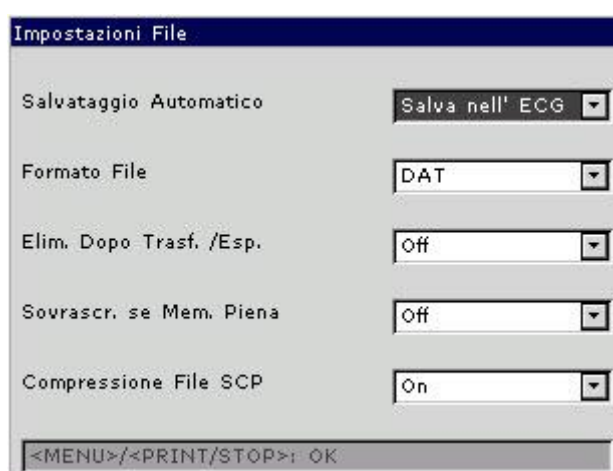 Impostazioni File
Salvataggio Automatico Salva nell' ECG
Formato File DAT
Elim. Dopo Trasf. /Esp. Off
Sovrascr. se Mem. Piena Off
Compressione File SCP On
<MENU>/<PRINT/STOP>: OK